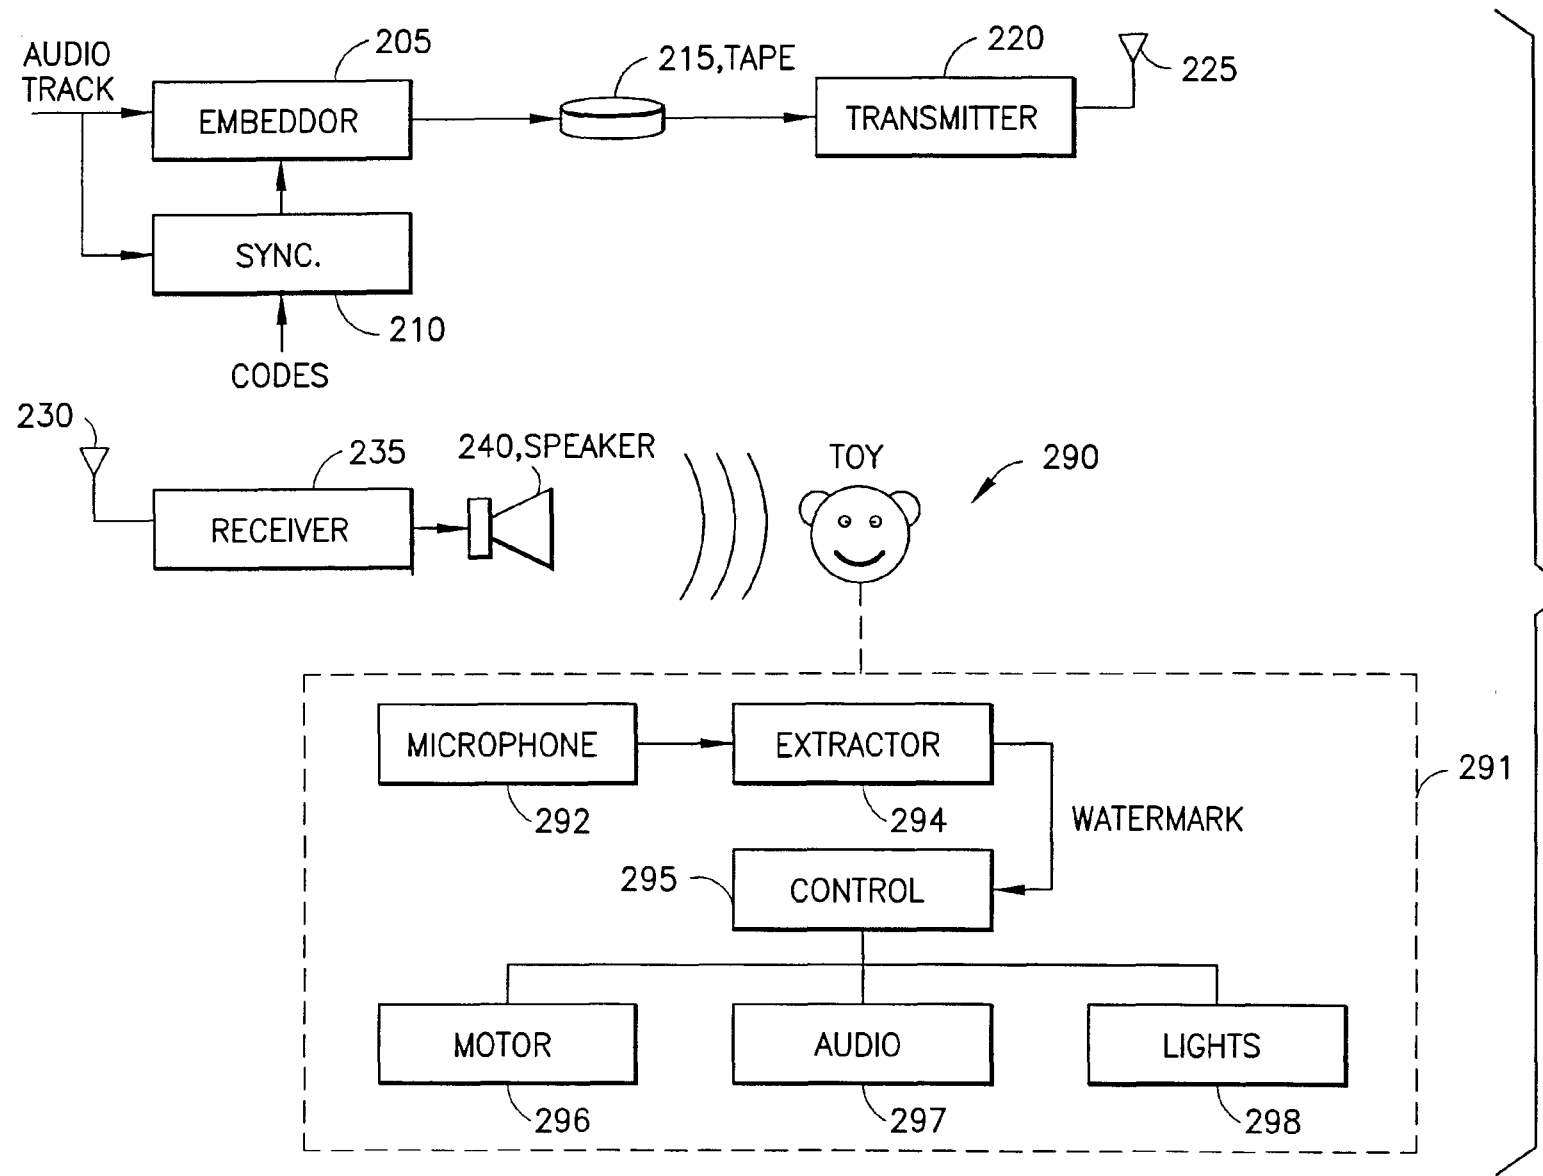 AUDIO
TRACK
205
EMBEDDOR
215,TAPE
220
TRANSMITTER
225
SYNC.
210
CODES
230
235
RECEIVER
240,SPEAKER
TOY
290
MICROPHONE
292
EXTRACTOR
294
291
WATERMARK
295
CONTROL
MOTOR
296
AUDIO
297
LIGHTS
298